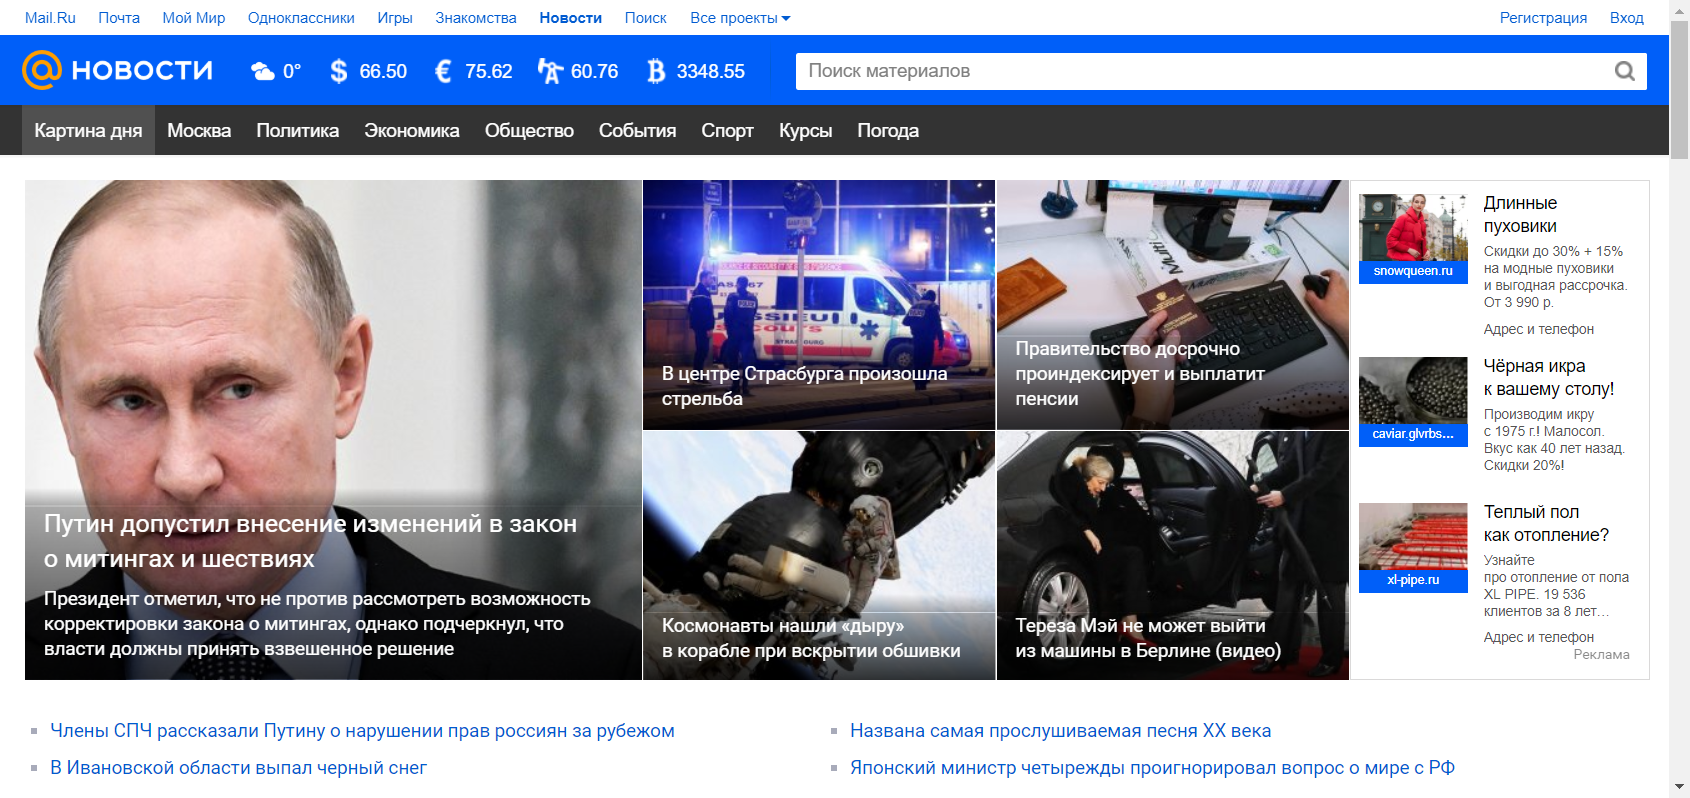 Mail.Ru Почта Мой Мир Одноклассники Игры Знакомства Новости Поиск Все проекты Регистрация Вход
НОВОСТИ 0° $ 66.50 € 75.62 60.76 3348.55 Поиск материалов
Картина дня Москва Политика Экономика Общество События Спорт Курсы Погода
Путин допустил внесение изменений в закон
о митингах и шествиях
Президент отметил, что не против рассмотреть возможность
корректировки закона о митингах, однако подчеркнул, что
власти должны принять взвешенное решение
В центре Страсбурга произошла
стрельба
Правительство досрочно
проиндексирует и выплатит
пенсии
Космонавты нашли «дыру»
в корабле при вскрытии обшивки
Тереза Мэй не может выйти
из машины в Берлине (видео)
snowqueen.ru
Длинные
пуховики
Скидки до 30% + 15%
на модные пуховики
и выгодная рассрочка.
От 3 990 р.
Адрес и телефон
caviar.glvrbs...
Чёрная икра
к вашему столу!
Производим икру
с 1975 г.! Малосол.
Вкус как 40 лет назад.
Скидки 20%!
xl-pipe.ru
Теплый пол
как отопление?
Узнайте
про отопление от пола
XL PIPE. 19 536
клиентов за 8 лет...
Адрес и телефон
Реклама
Члены СПЧ рассказали Путину о нарушении прав россиян за рубежом
В Ивановской области выпал черный снег
Названа самая прослушиваемая песня XX века
Японский министр четырежды проигнорировал вопрос о мире с РФ